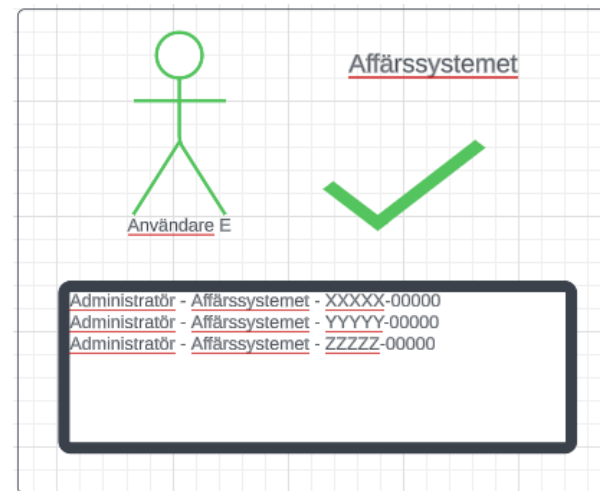 Affärssystemet
Användare E
Administratör - Affärssystemet - XXXXX-00000
Administratör - Affärssystemet - YYYYY-00000
Administratör - Affärssystemet - ZZZZZ-00000